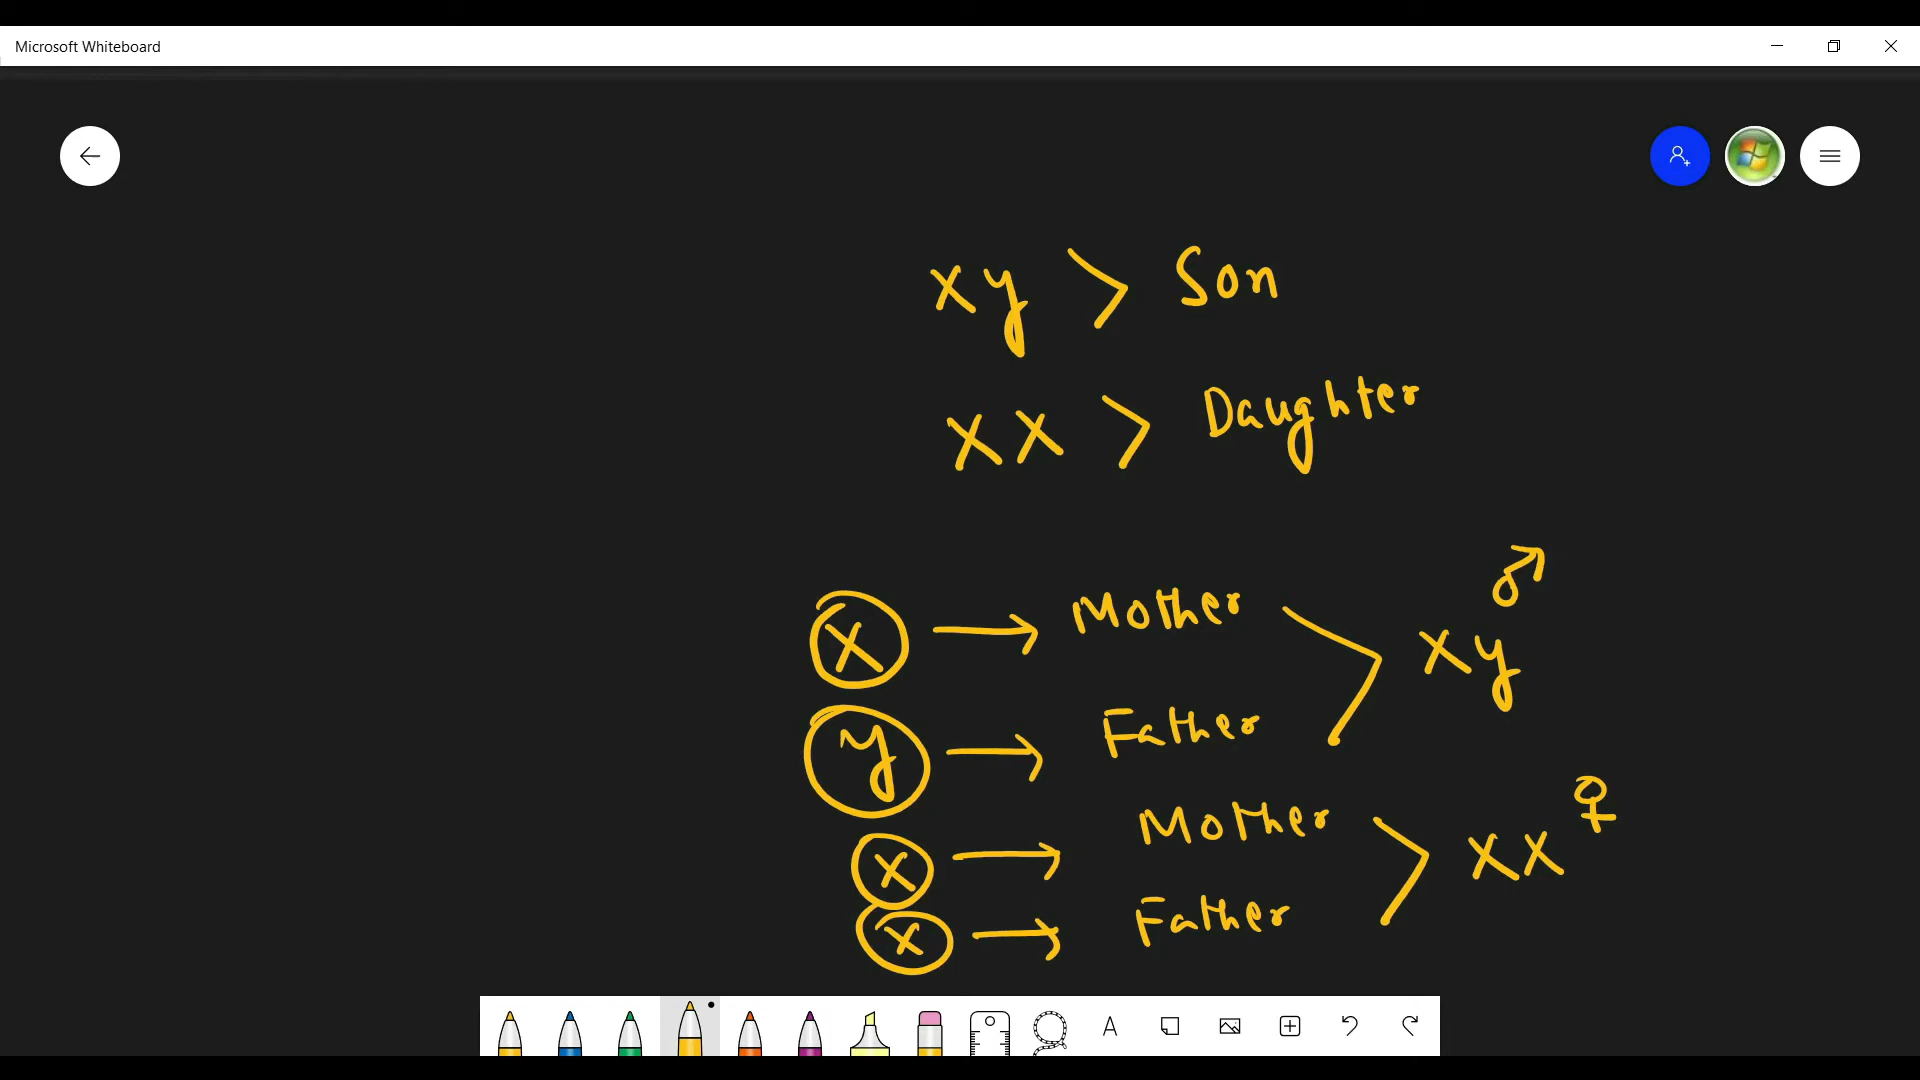 Microsoft Whiteboard
xy > Son
XX > Daughter
X → Mother
xy ♂
y → Father
X → Mother
XX ♀
X → Father
A